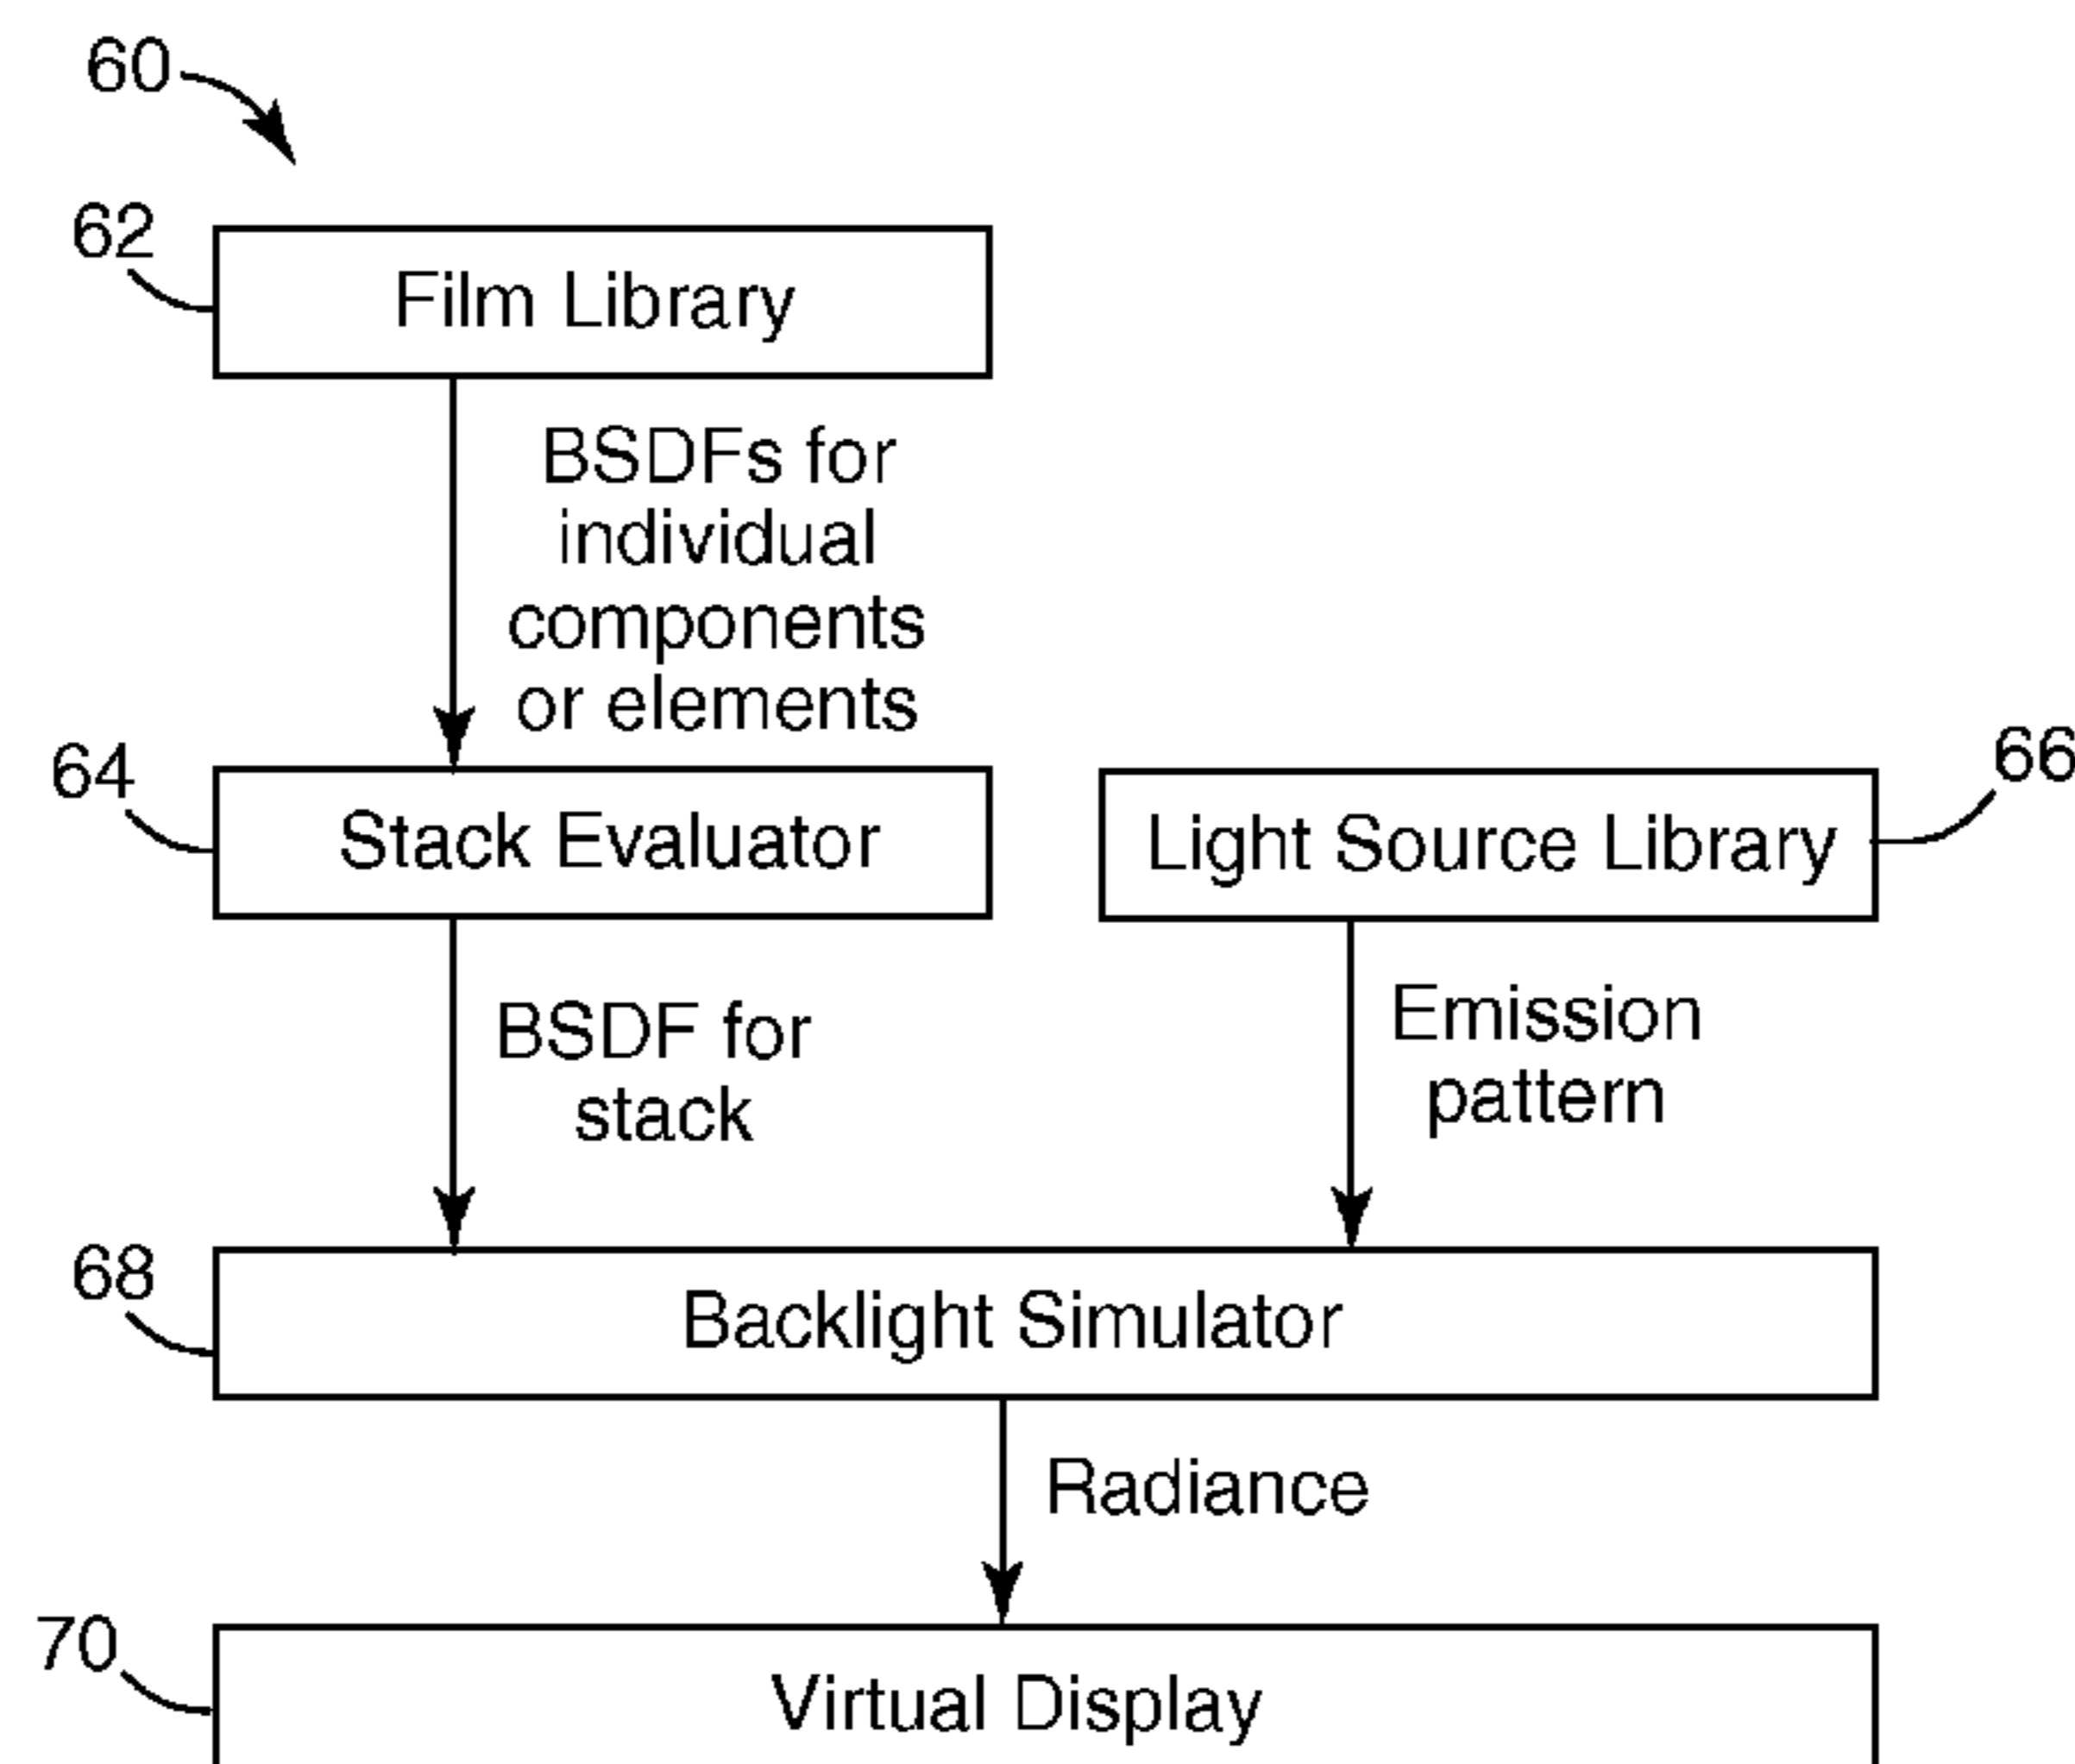 60
62
Film Library
BSDFs for
individual
components
or elements
64
Stack Evaluator
66
Light Source Library
BSDF for
stack
Emission
pattern
68
Backlight Simulator
Radiance
70
Virtual Display